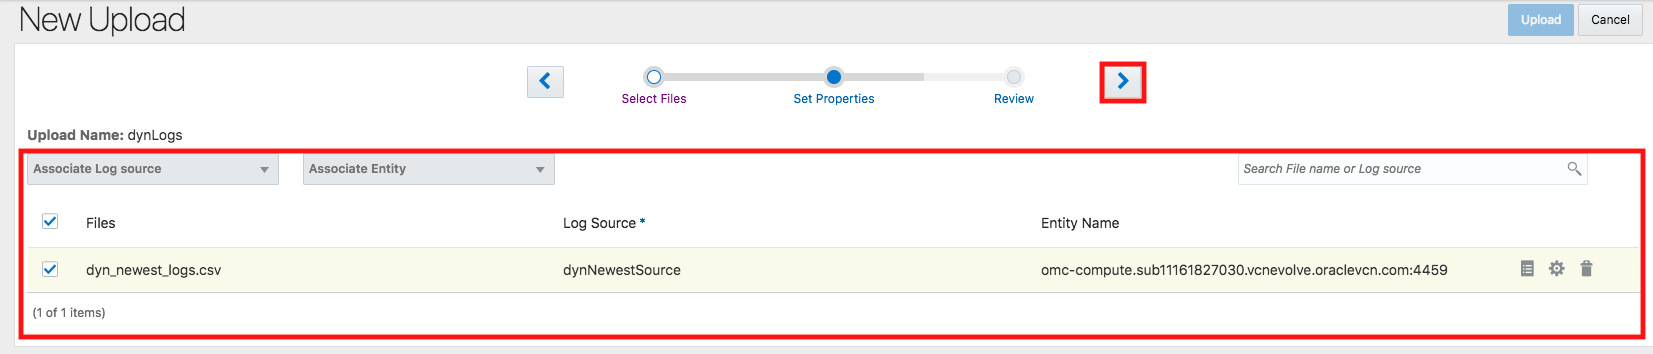 New Upload
Upload Cancel
Select Files Set Properties Review
Upload Name: dynLogs
Associate Log source Associate Entity Search File name or Log source
Files Log Source * Entity Name
dyn_newest_logs.csv dynNewestSource omc-compute.sub11161827030.vcnevolve.oraclevcn.com:4459
(1 of 1 items)